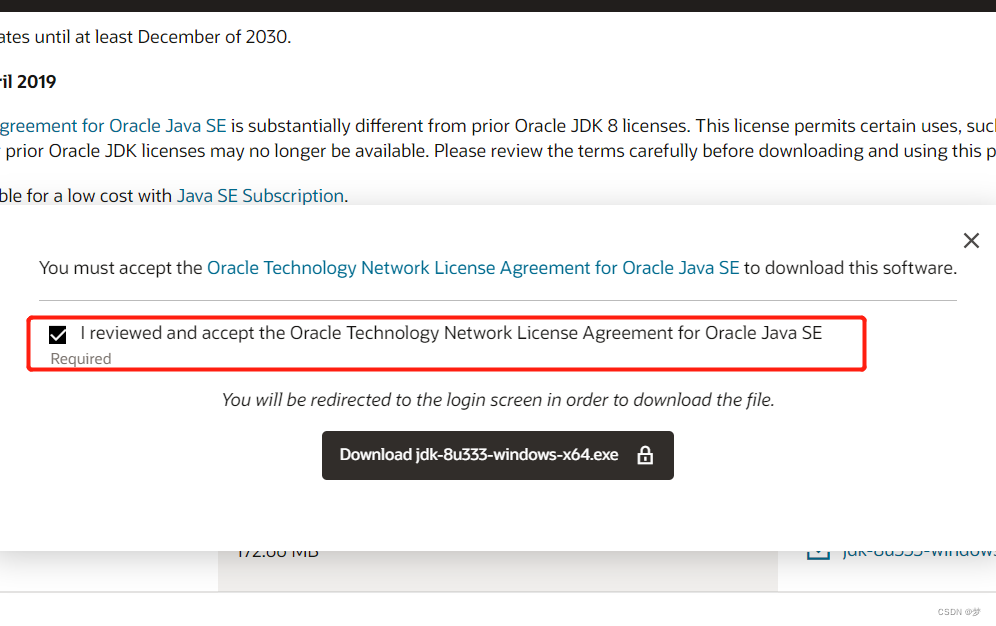 ates until at least December of 2030.
il 2019
greement for Oracle Java SE is substantially different from prior Oracle JDK 8 licenses. This license permits certain uses, suc
prior Oracle JDK licenses may no longer be available. Please review the terms carefully before downloading and using this p
ble for a low cost with Java SE Subscription.
You must accept the Oracle Technology Network License Agreement for Oracle Java SE to download this software.
I reviewed and accept the Oracle Technology Network License Agreement for Oracle Java SE
Required
You will be redirected to the login screen in order to download the file.
Download jdk-8u333-windows-x64.exe
172.66 MB
jdk-8u333-window
CSDN @梦